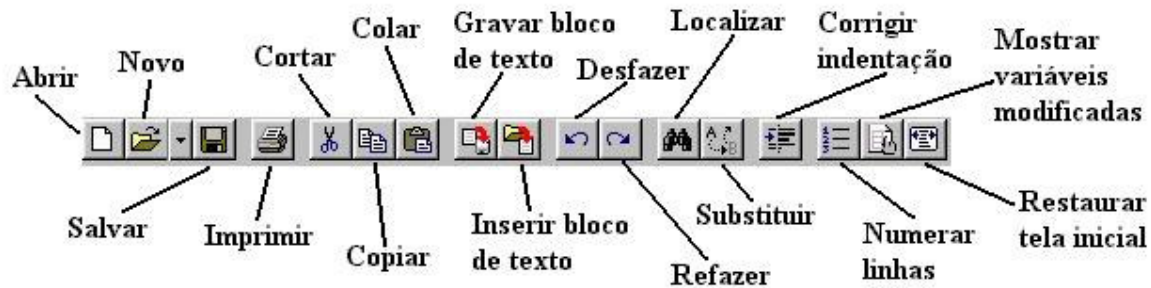 Abrir
Novo
Cortar
Colar
Gravar bloco
de texto
Desfazer
Localizar
Corrigir
indentação
Mostrar
variáveis
modificadas
Salvar
Imprimir
Copiar
Inserir bloco
de texto
Refazer
Substituir
Numerar
linhas
Restaurar
tela inicial